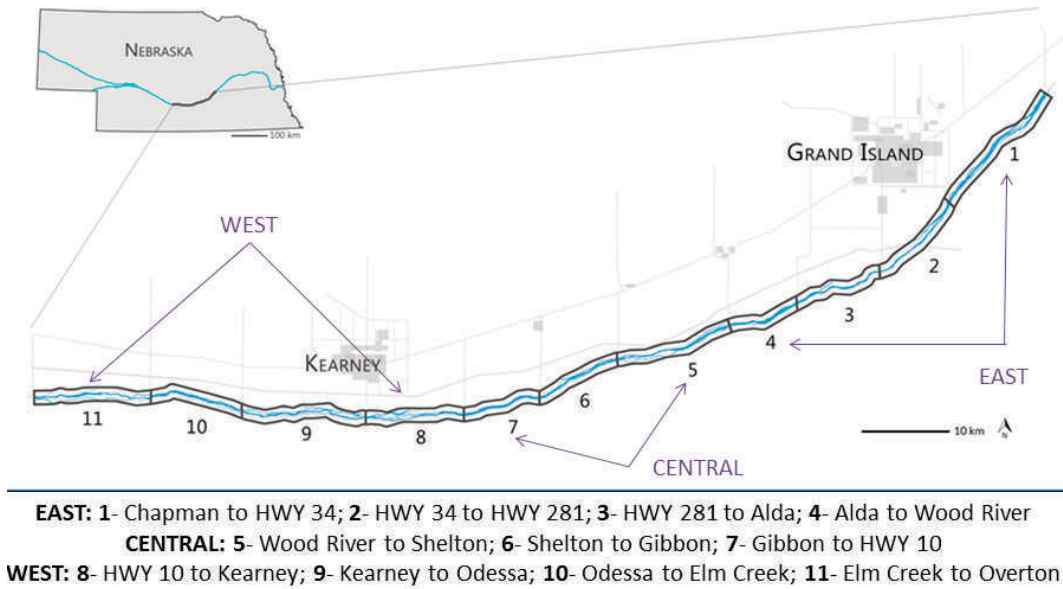 NEBRASKA
100 km
GRAND ISLAND
1
WEST
2
3
4
KEARNEY
5
EAST
6
11
10
9
8
7
10 km
N
CENTRAL
EAST: 1- Chapman to HWY 34; 2- HWY 34 to HWY 281; 3- HWY 281 to Alda; 4- Alda to Wood River
CENTRAL: 5- Wood River to Shelton; 6- Shelton to Gibbon; 7- Gibbon to HWY 10
WEST: 8- HWY 10 to Kearney; 9- Kearney to Odessa; 10- Odessa to Elm Creek; 11- Elm Creek to Overton